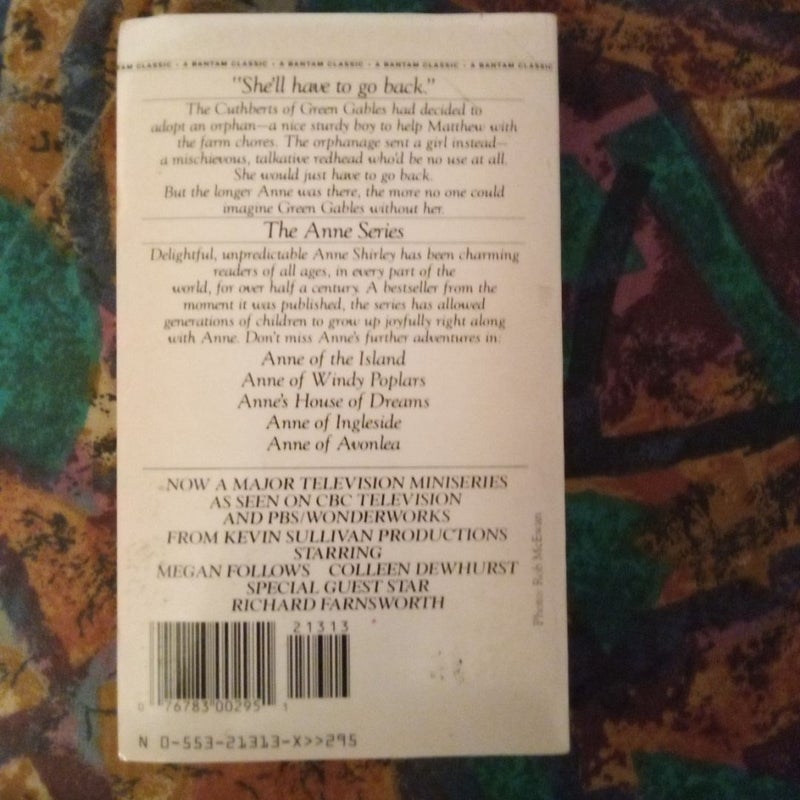 AM CLASSIC · A BANTAM CLASSIC · A BANTAM CLASSIC · A BANTAM CLASSIC · A BANTAM CLASSIC
"She'll have to go back."
The Cuthberts of Green Gables had decided to
adopt an orphan—a nice sturdy boy to help Matthew with
the farm chores. The orphanage sent a girl instead—
a mischievous, talkative redhead who'd be no use at all.
She would just have to go back.
But the longer Anne was there, the more no one could
imagine Green Gables without her.
The Anne Series
Delightful, unpredictable Anne Shirley has been charming
readers of all ages, in every part of the
world, for over half a century. A bestseller from the
moment it was published, the series has allowed
generations of children to grow up joyfully right along
with Anne. Don't miss Anne's further adventures in:
Anne of the Island
Anne of Windy Poplars
Anne's House of Dreams
Anne of Ingleside
Anne of Avonlea
NOW A MAJOR TELEVISION MINISERIES
AS SEEN ON CBC TELEVISION
AND PBS/WONDERWORKS
FROM KEVIN SULLIVAN PRODUCTIONS
STARRING
MEGAN FOLLOWS COLLEEN DEWHURST
SPECIAL GUEST STAR
RICHARD FARNSWORTH
Photo: Rob McEwan
21313
0 76783 00295 1
N 0-553-21313-X>>295